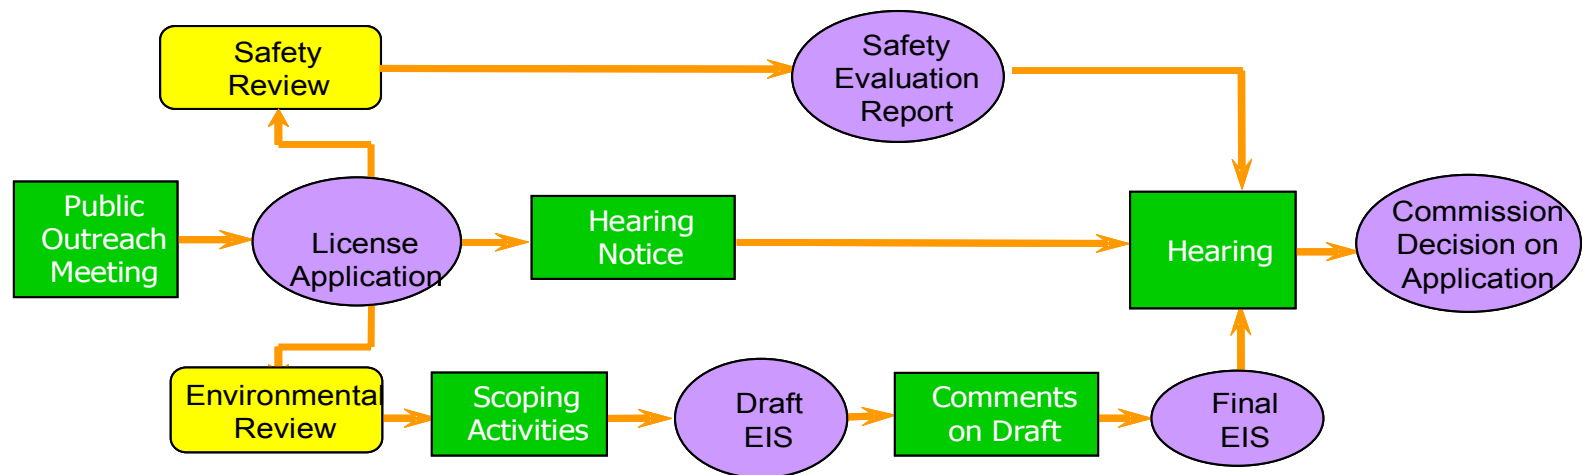 Safety
Review
Safety
Evaluation
Report
Public
Outreach
Meeting
License
Application
Hearing
Notice
Hearing
Commission
Decision on
Application
Environmental
Review
Scoping
Activities
Draft
EIS
Comments
on Draft
Final
EIS